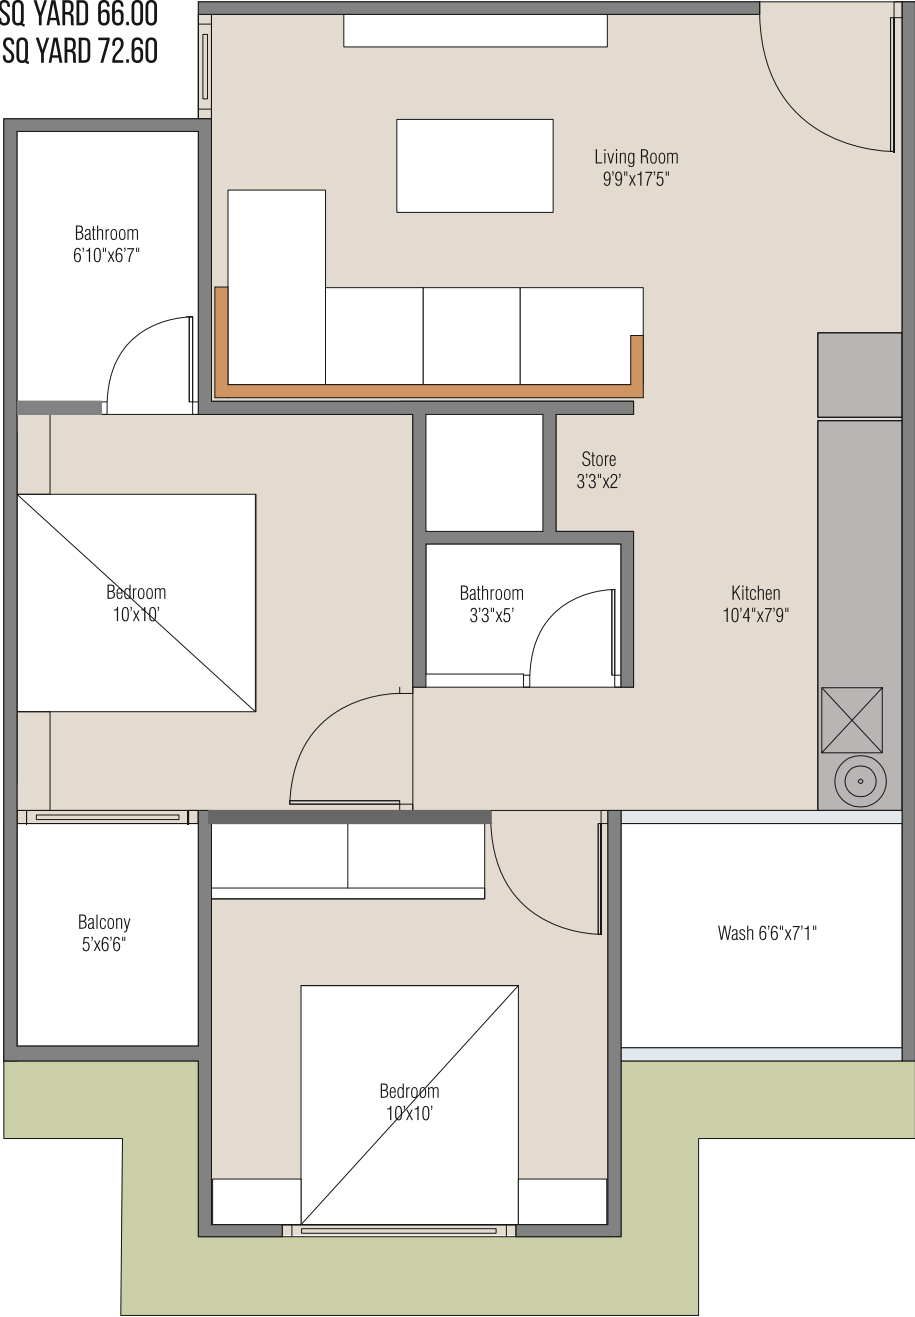 SQ YARD 66.00
SQ YARD 72.60
Living Room
9'9"x17'5"
Bathroom
6'10"x6'7"
Store
3'3"x2'
Bedroom
10'x10'
Bathroom
3'3"x5'
Kitchen
10'4"x7'9"
Balcony
5'x6'6"
Wash 6'6"x7'1"
Bedroom
10'x10'